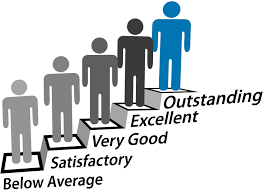 Outstanding
Excellent
Very Good
Satisfactory
Below Average